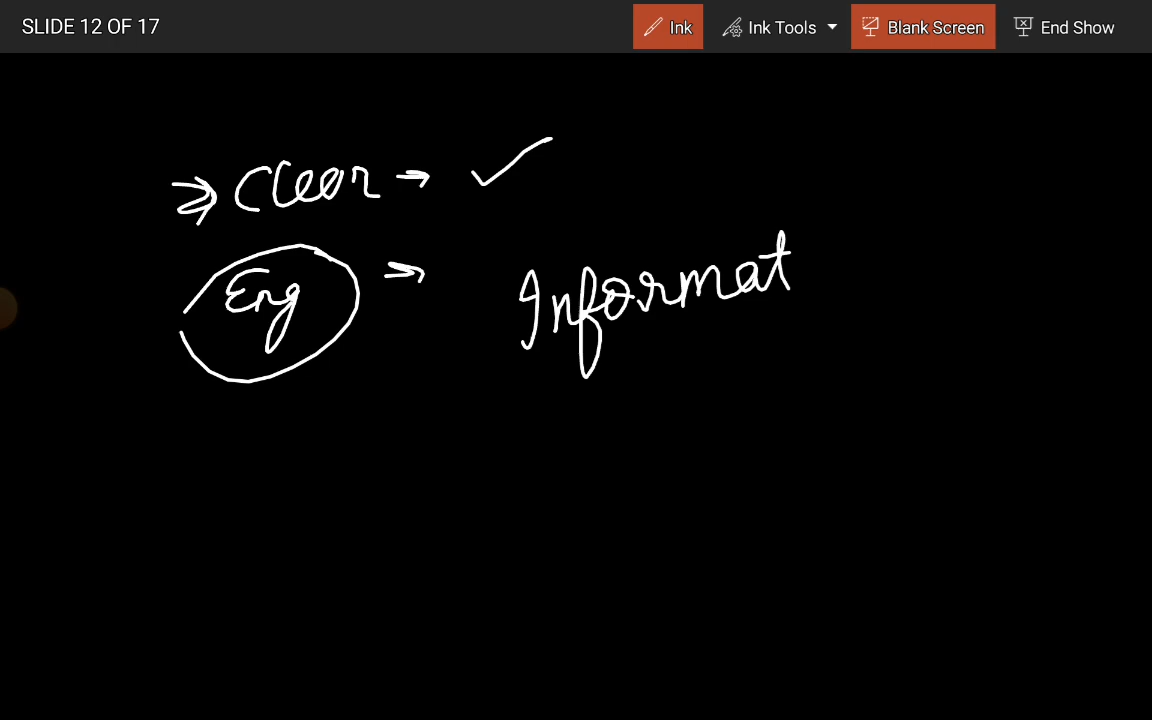 SLIDE 12 OF 17 Ink Ink Tools Blank Screen End Show
⇒ Clear → ✓
Eng ⇒ Informat